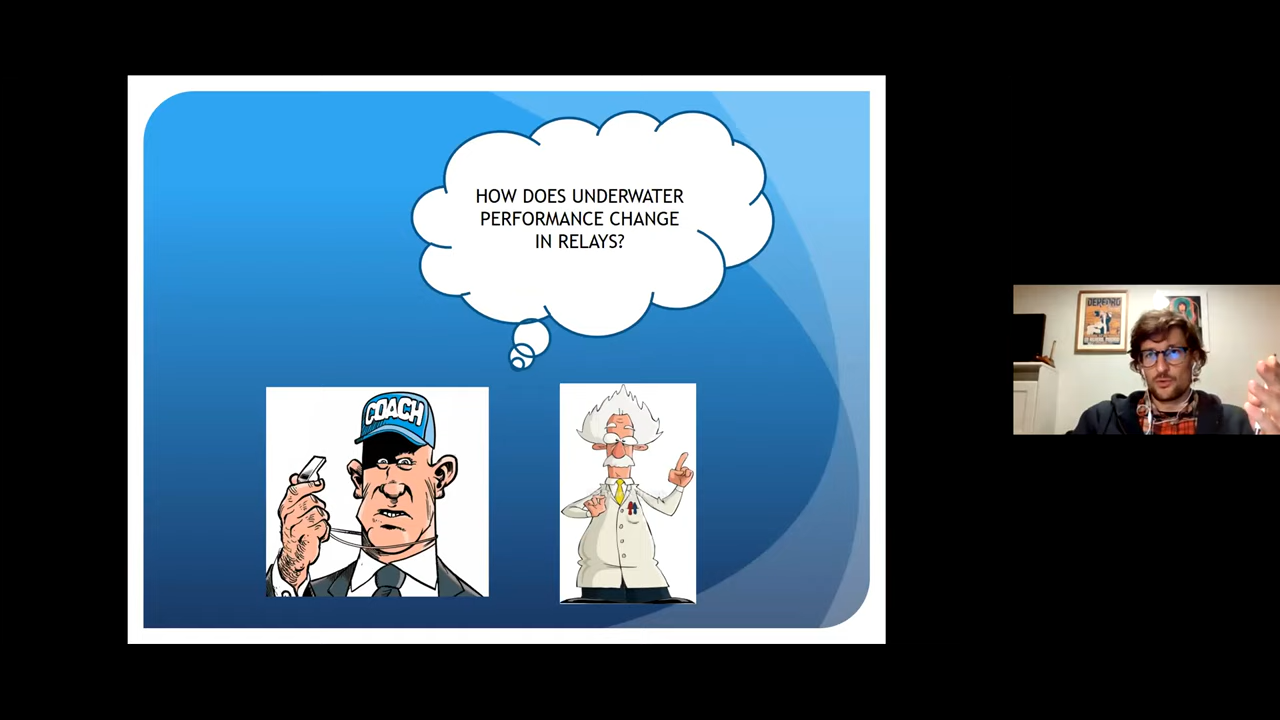 HOW DOES UNDERWATER
PERFORMANCE CHANGE
IN RELAYS?
COACH